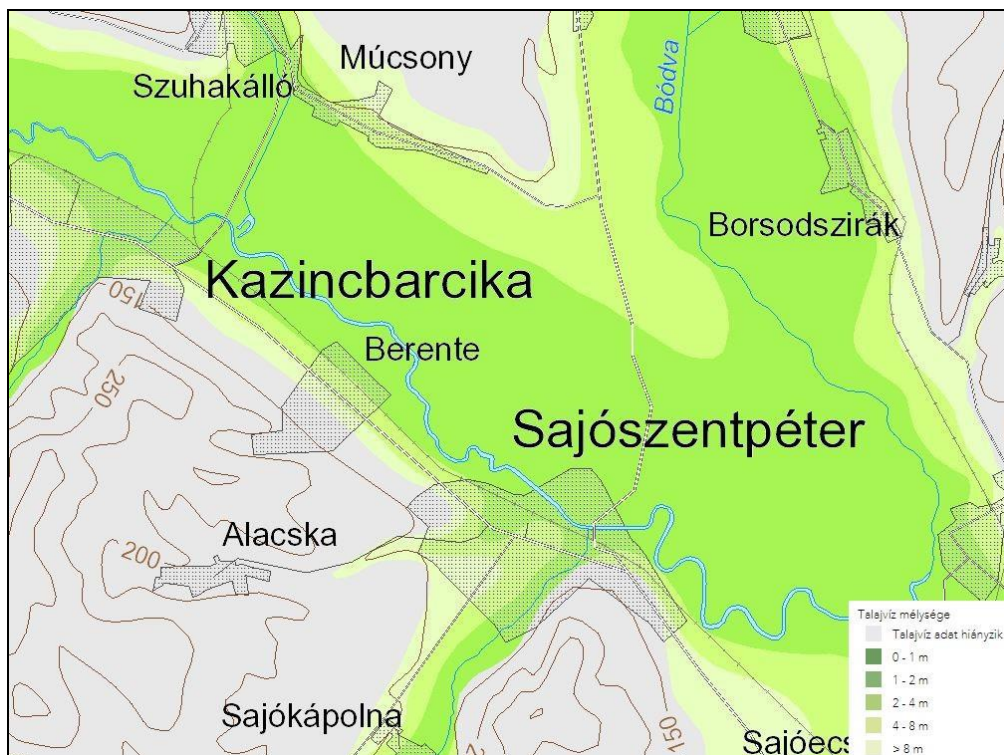 Múcsony
Szuhakálló
Bódva
Borsodszirák
Kazincbarcika
150
Berente
250
Sajószentpéter
Alacska
200
Talajvíz mélysége
Talajvíz adat hiányzik
0 - 1 m
1 - 2 m
2 - 4 m
4 - 8 m
> 8 m
Sajókápolna
150
Sajóecs